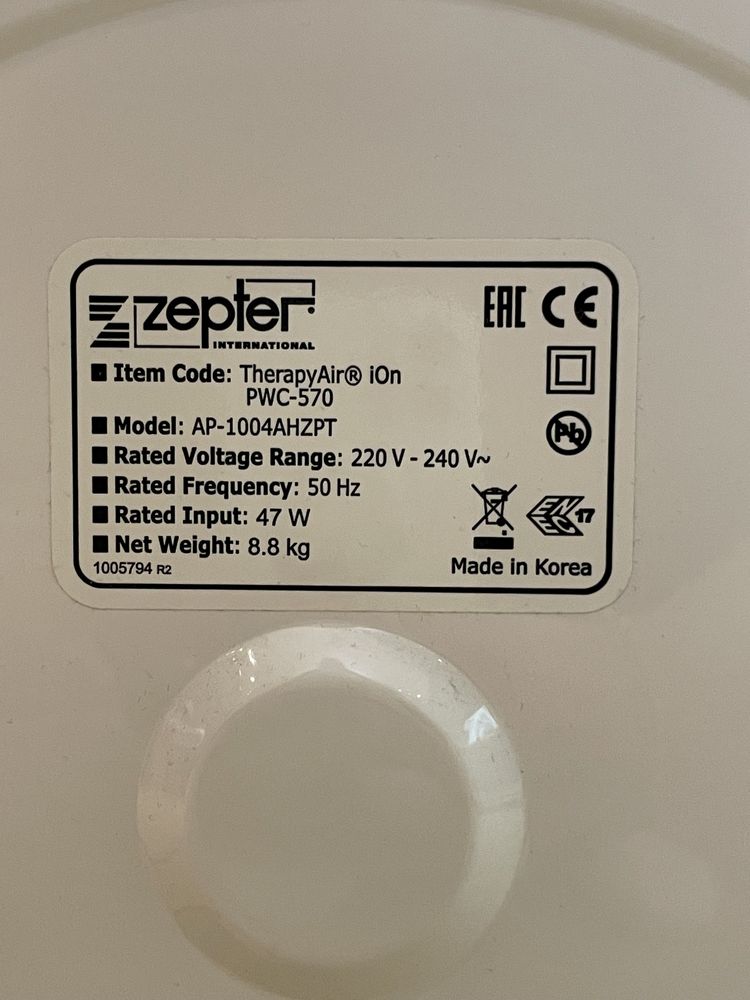 zepter
INTERNATIONAL
EAC CE
Item Code: TherapyAir® iOn
PWC-570
Model: AP-1004AHZPT
Pb
Rated Voltage Range: 220 V - 240 V~
Rated Frequency: 50 Hz
Rated Input: 47 W
ENEC 17
Net Weight: 8.8 kg
1005794 R2
Made in Korea